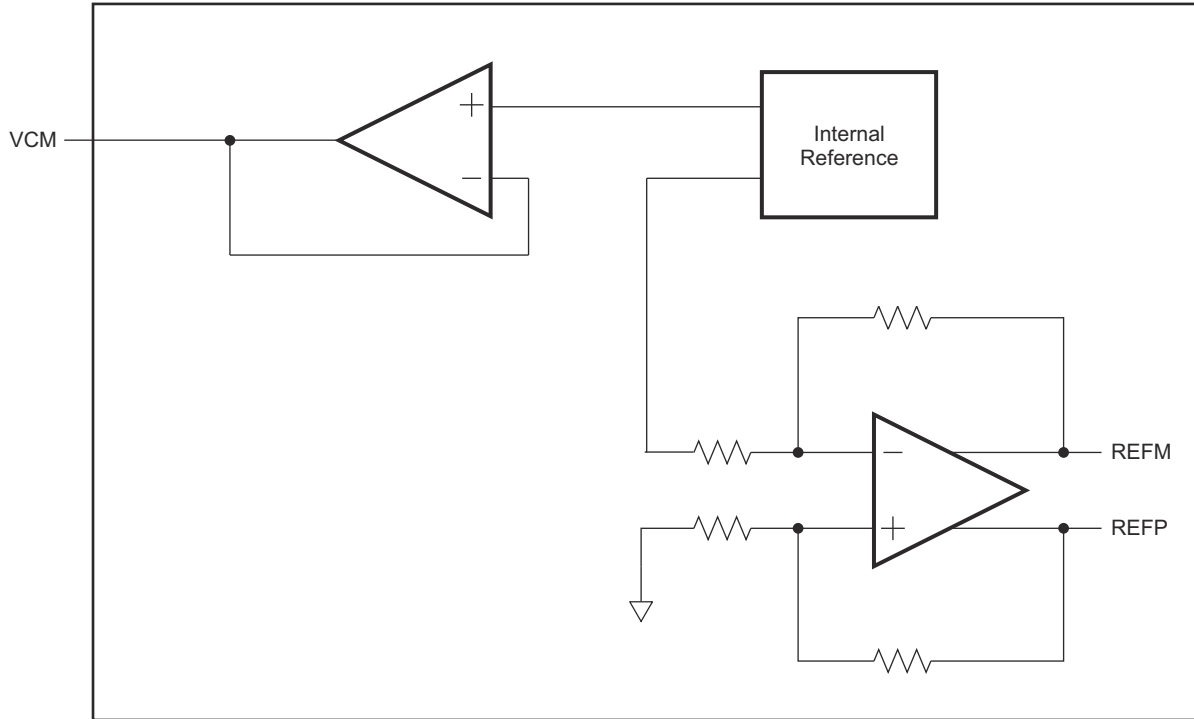 VCM
+
−
Internal
Reference
−
REFM
+
REFP